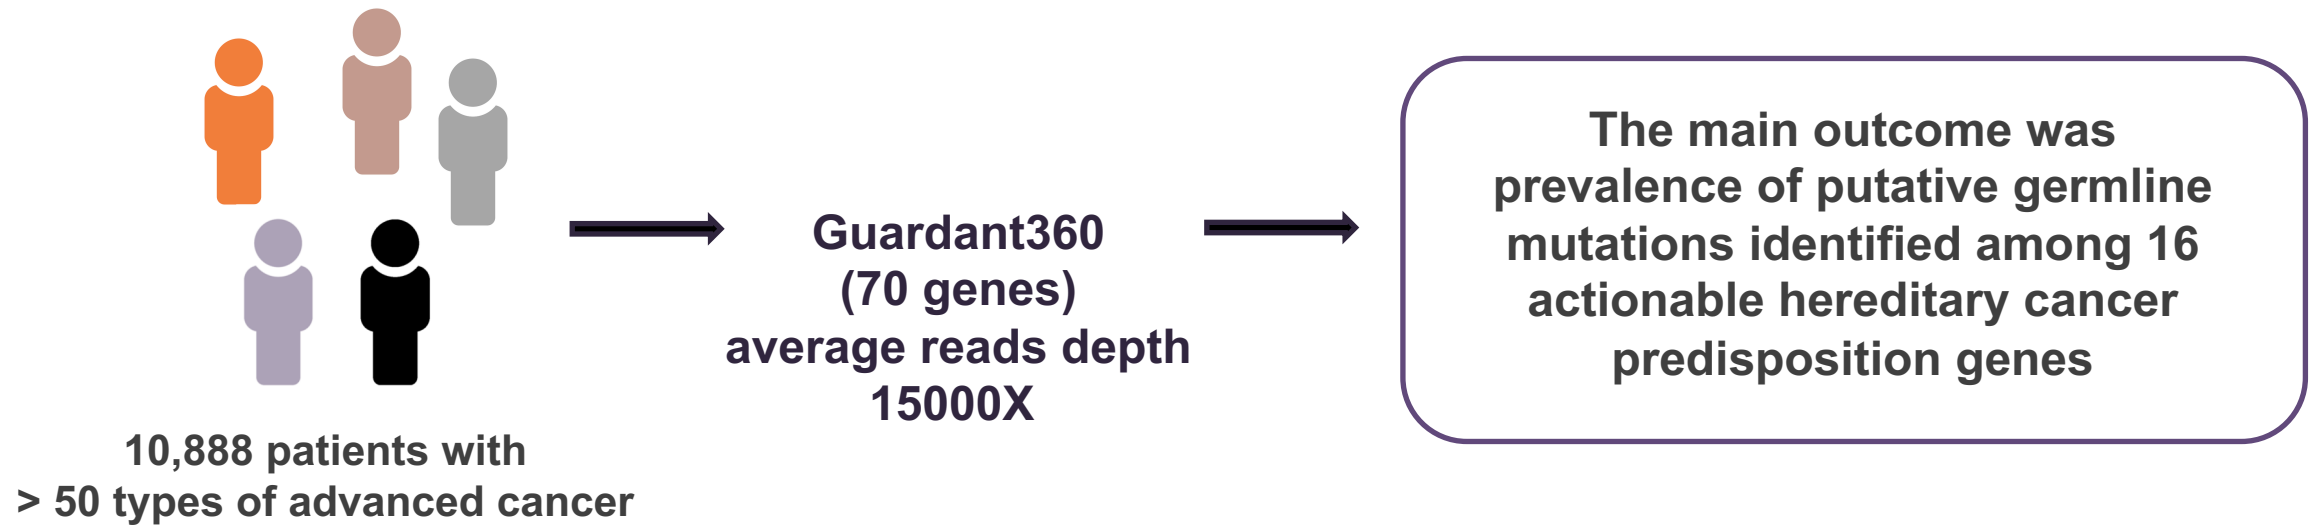 10,888 patients with
> 50 types of advanced cancer
Guardant360
(70 genes)
average reads depth
15000X
The main outcome was
prevalence of putative germline
mutations identified among 16
actionable hereditary cancer
predisposition genes